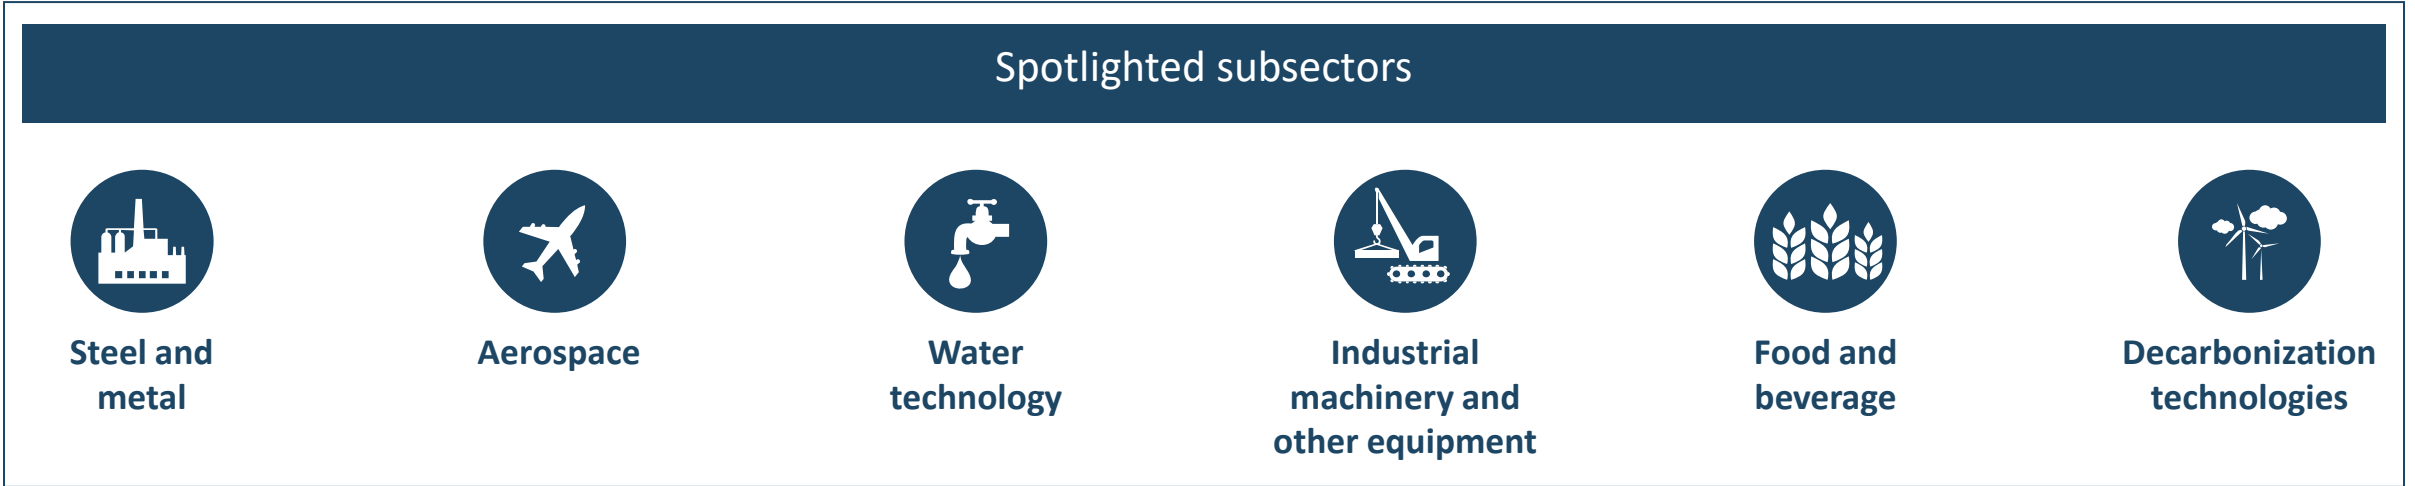 Spotlighted subsectors
Steel and
metal
Aerospace
Water
technology
Industrial
machinery and
other equipment
Food and
beverage
Decarbonization
technologies